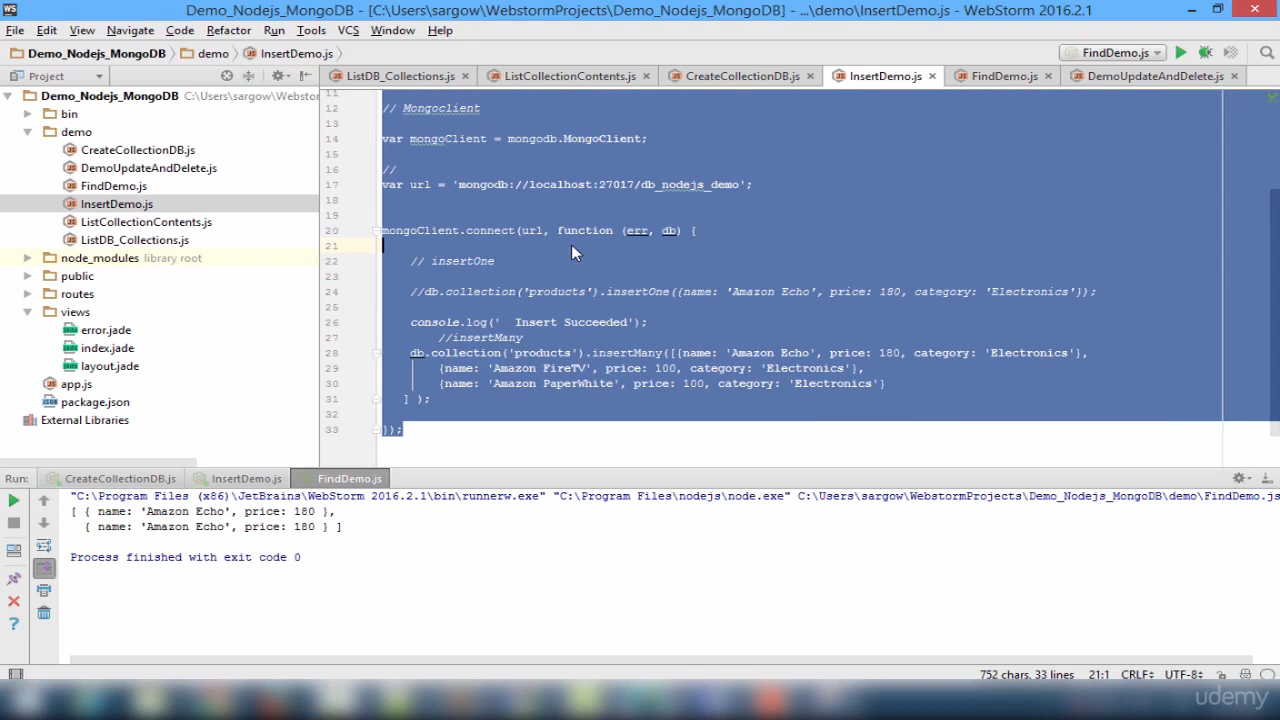 WS
Demo_Nodejs_MongoDB - [C:\Users\sargow\WebstormProjects\Demo_Nodejs_MongoDB] - ...\demo\InsertDemo.js - WebStorm 2016.2.1
File Edit View Navigate Code Refactor Run Tools VCS Window Help
Demo_Nodejs_MongoDB demo InsertDemo.js FindDemo.js
Project ListDB_Collections.js ListCollectionContents.js CreateCollectionDB.js InsertDemo.js FindDemo.js DemoUpdateAndDelete.js
Demo_Nodejs_MongoDB C:\Users\sargow\Webstor
bin
demo
CreateCollectionDB.js
DemoUpdateAndDelete.js
FindDemo.js
InsertDemo.js
ListCollectionContents.js
ListDB_Collections.js
node_modules library root
public
routes
views
error.jade
index.jade
layout.jade
app.js
package.json
External Libraries
11
12 // Mongoclient
13
14 var mongoClient = mongodb.MongoClient;
15
16 //
17 var url = 'mongodb://localhost:27017/db_nodejs_demo';
18
19
20 mongoClient.connect(url, function (err, db) {
21
22 // insertOne
23
24 //db.collection('products').insertOne({name: 'Amazon Echo', price: 180, category: 'Electronics'});
25
26 console.log('  Insert Succeeded');
27 //insertMany
28 db.collection('products').insertMany([{name: 'Amazon Echo', price: 180, category: 'Electronics'},
29 {name: 'Amazon FireTV', price: 100, category: 'Electronics'},
30 {name: 'Amazon PaperWhite', price: 100, category: 'Electronics'}
31 ] );
32
33 });
Run: CreateCollectionDB.js InsertDemo.js FindDemo.js
"C:\Program Files (x86)\JetBrains\WebStorm 2016.2.1\bin\runnerw.exe" "C:\Program Files\nodejs\node.exe" C:\Users\sargow\WebstormProjects\Demo_Nodejs_MongoDB\demo\FindDemo.js
[ { name: 'Amazon Echo', price: 180 },
{ name: 'Amazon Echo', price: 180 } ]
Process finished with exit code 0
752 chars, 33 lines 21:1 CRLF UTF-8
udemy